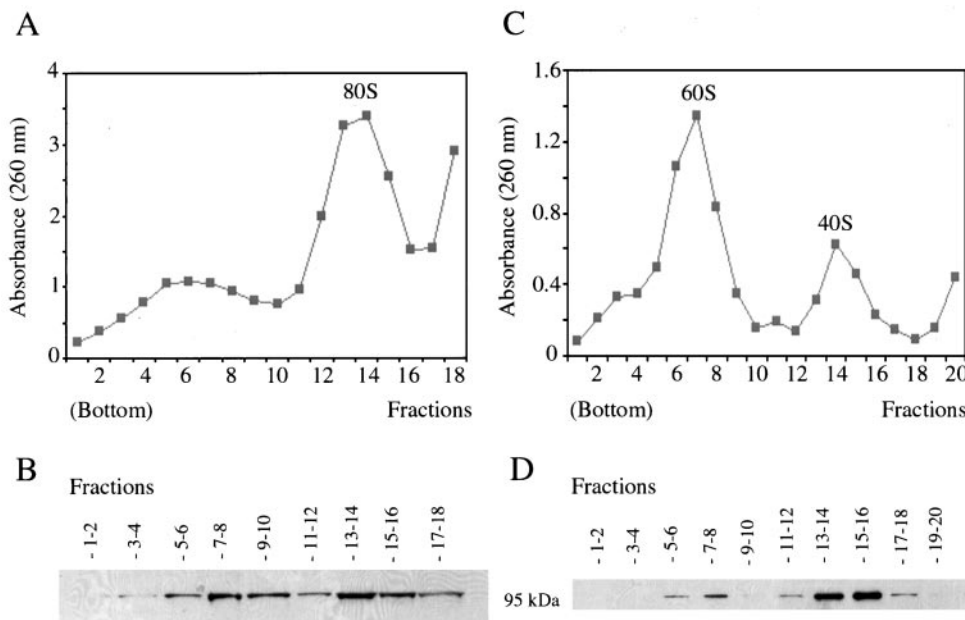 A
Absorbance (260 nm)
4
3
2
1
0
80S
2 4 6 8 10 12 14 16 18
(Bottom) Fractions
B
Fractions
- 1-2
- 3-4
- 5-6
- 7-8
- 9-10
- 11-12
- 13-14
- 15-16
- 17-18
C
Absorbance (260 nm)
1.6
1.2
0.8
0.4
0
60S
40S
2 4 6 8 10 12 14 16 18 20
(Bottom) Fractions
D
Fractions
- 1-2
- 3-4
- 5-6
- 7-8
- 9-10
- 11-12
- 13-14
- 15-16
- 17-18
- 19-20
95 kDa